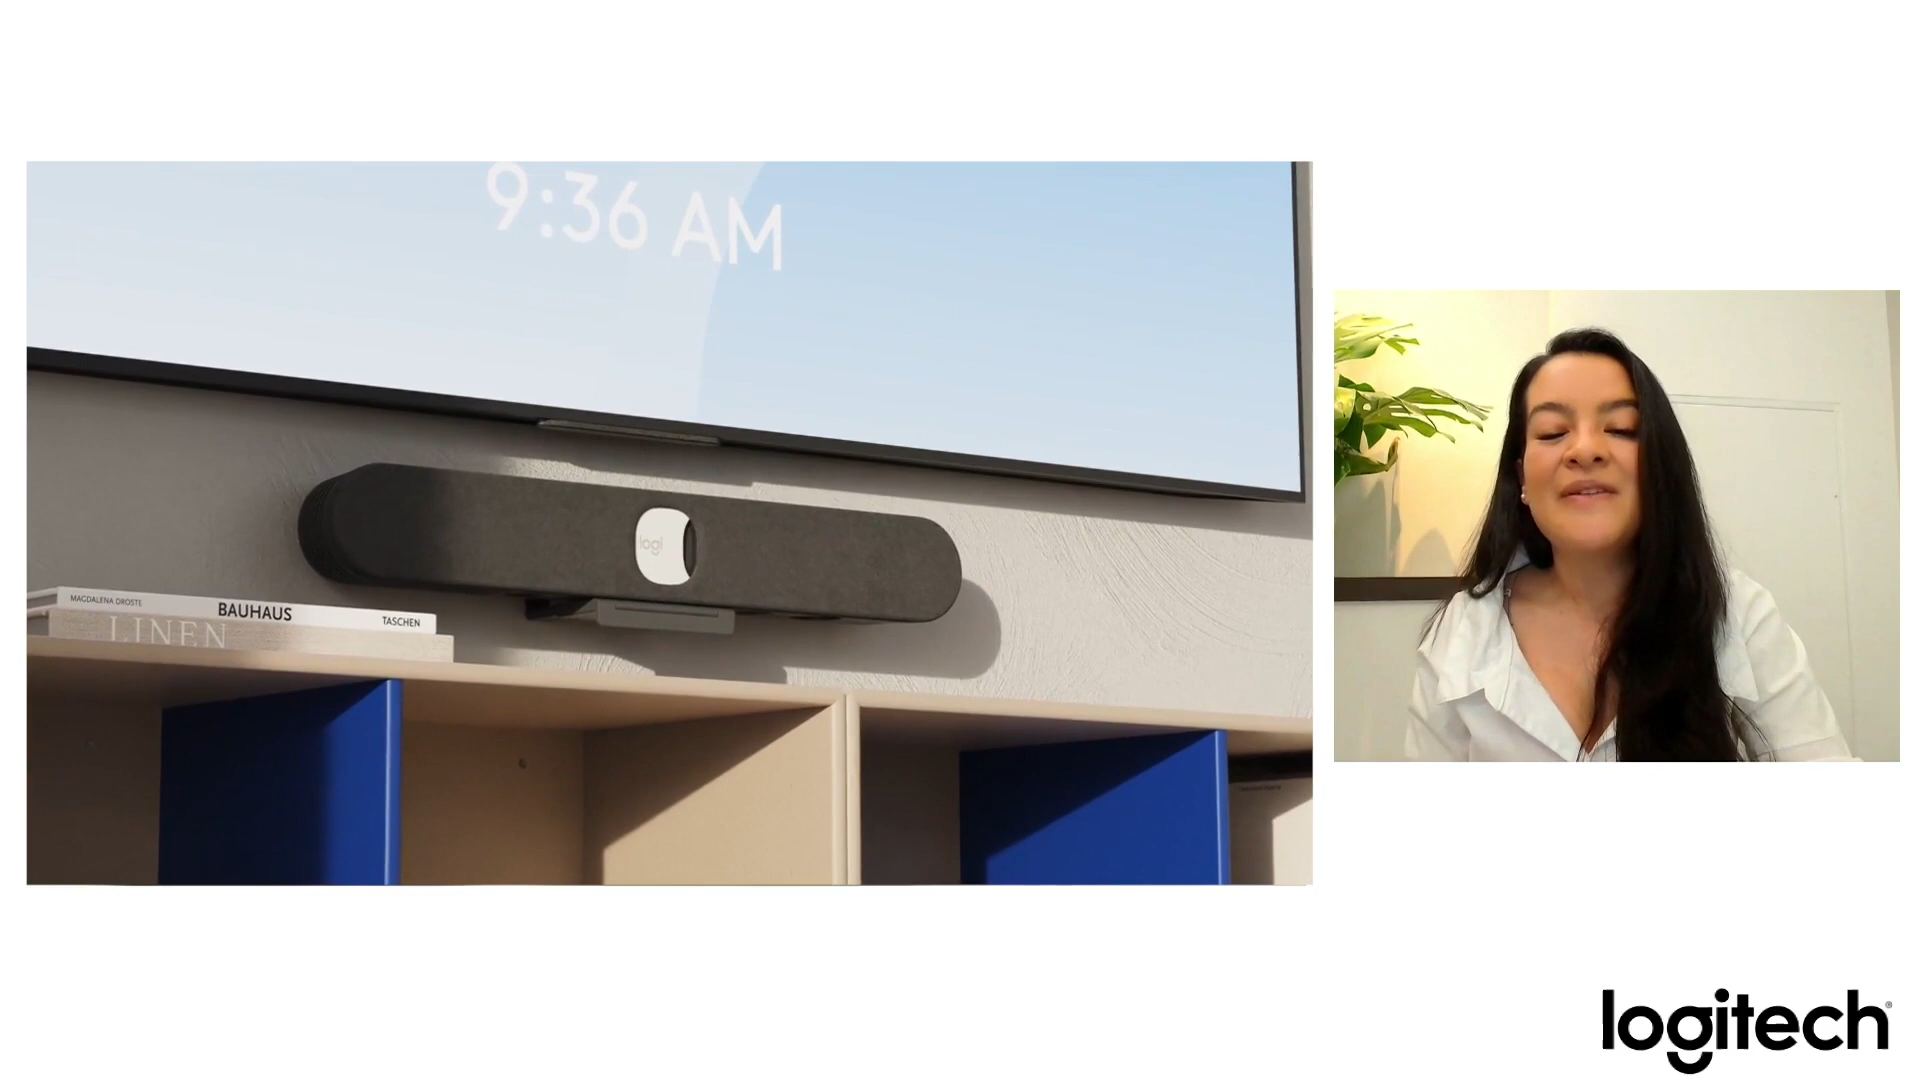 9:36 AM
logi
MAGDALENA DROSTE
BAUHAUS
TASCHEN
LINEN
logitech